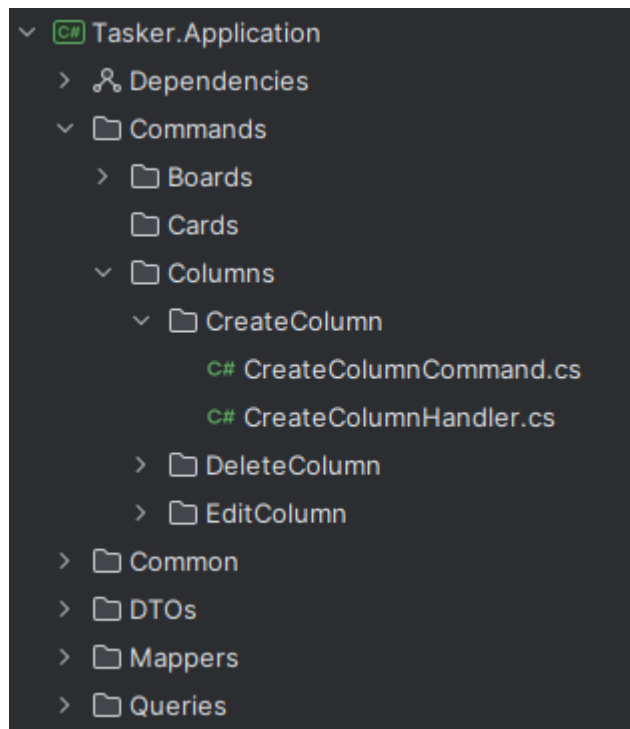 C# Tasker.Application
Dependencies
Commands
Boards
Cards
Columns
CreateColumn
C# CreateColumnCommand.cs
C# CreateColumnHandler.cs
DeleteColumn
EditColumn
Common
DTOs
Mappers
Queries